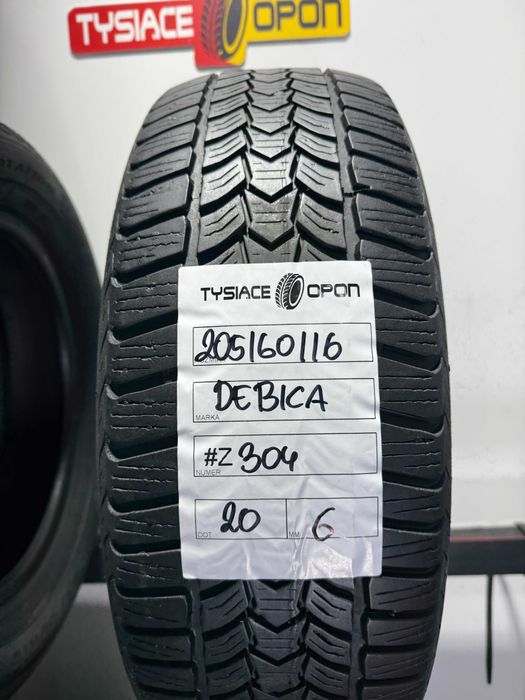 TYSIACE OPON
TYSIACE OPON
205/60/16
DEBICA
MARKA
#Z 304
NUMER
20 6
DOT MM